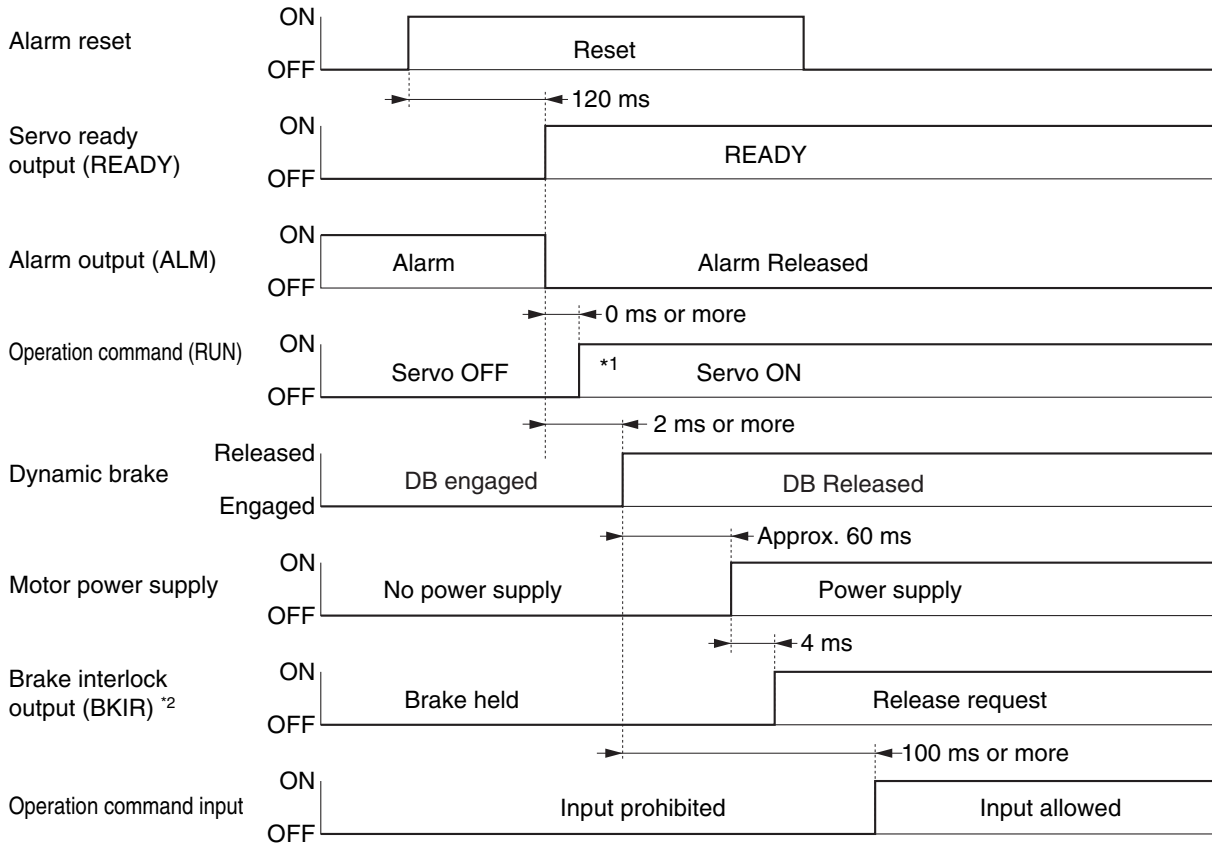 ON
Alarm reset
Reset
OFF
120 ms
ON
Servo ready
output (READY)
READY
OFF
ON
Alarm output (ALM)
Alarm
Alarm Released
OFF
0 ms or more
Operation command (RUN)
ON
Servo OFF
*1
Servo ON
OFF
2 ms or more
Released
Dynamic brake
DB engaged
DB Released
Engaged
Approx. 60 ms
ON
Motor power supply
No power supply
Power supply
OFF
4 ms
ON
Brake interlock
output (BKIR) *2
Brake held
Release request
OFF
100 ms or more
ON
Operation command input
Input prohibited
Input allowed
OFF